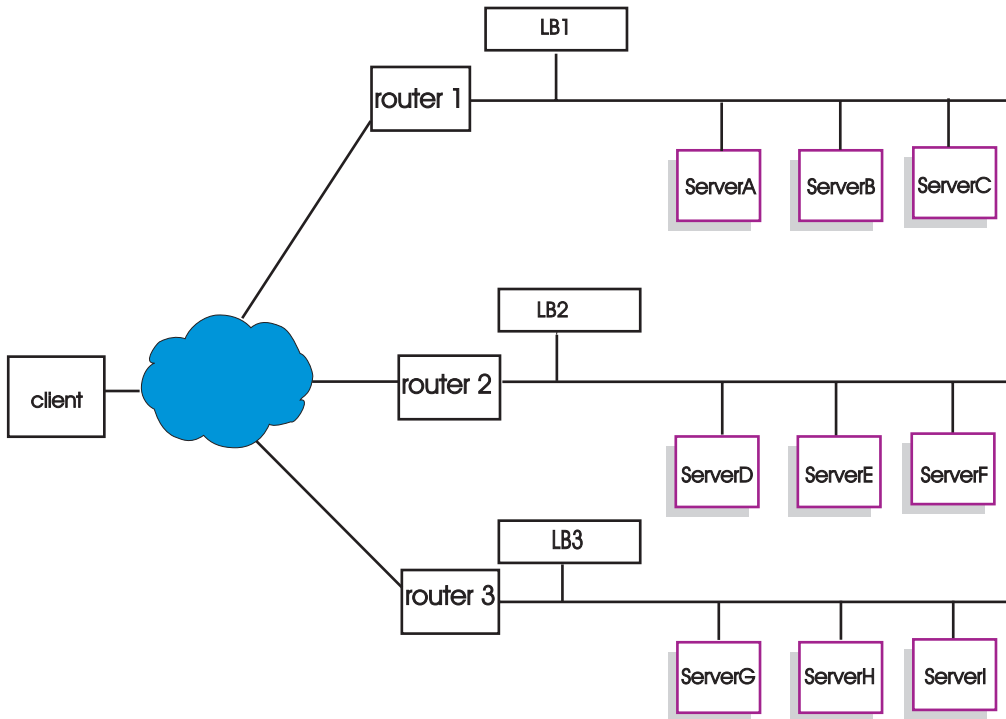 LB1
router 1
ServerA
ServerB
ServerC
LB2
client
router 2
ServerD
ServerE
ServerF
LB3
router 3
ServerG
ServerH
ServerI